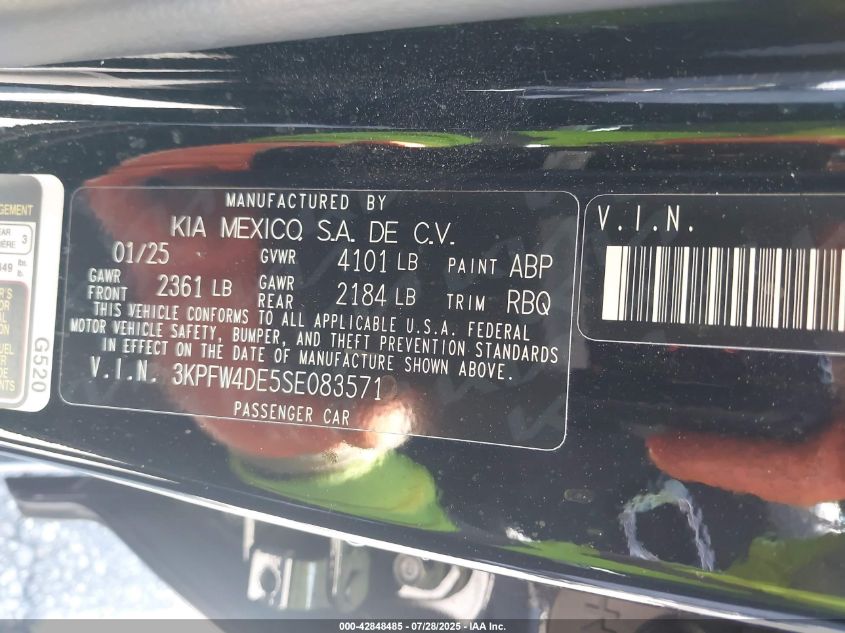 MANUFACTURED BY
KIA MEXICO, S.A. DE C.V.
01/25 GVWR 4101 LB PAINT ABP
GAWR FRONT 2361 LB GAWR REAR 2184 LB TRIM RBQ
THIS VEHICLE CONFORMS TO ALL APPLICABLE U.S.A. FEDERAL
MOTOR VEHICLE SAFETY, BUMPER, AND THEFT PREVENTION STANDARDS
IN EFFECT ON THE DATE OF MANUFACTURE SHOWN ABOVE.
V.I.N. 3KPFW4DE5SE083571
PASSENGER CAR
V.I.N.
G520
000-42848485 - 07/28/2025 - IAA Inc.